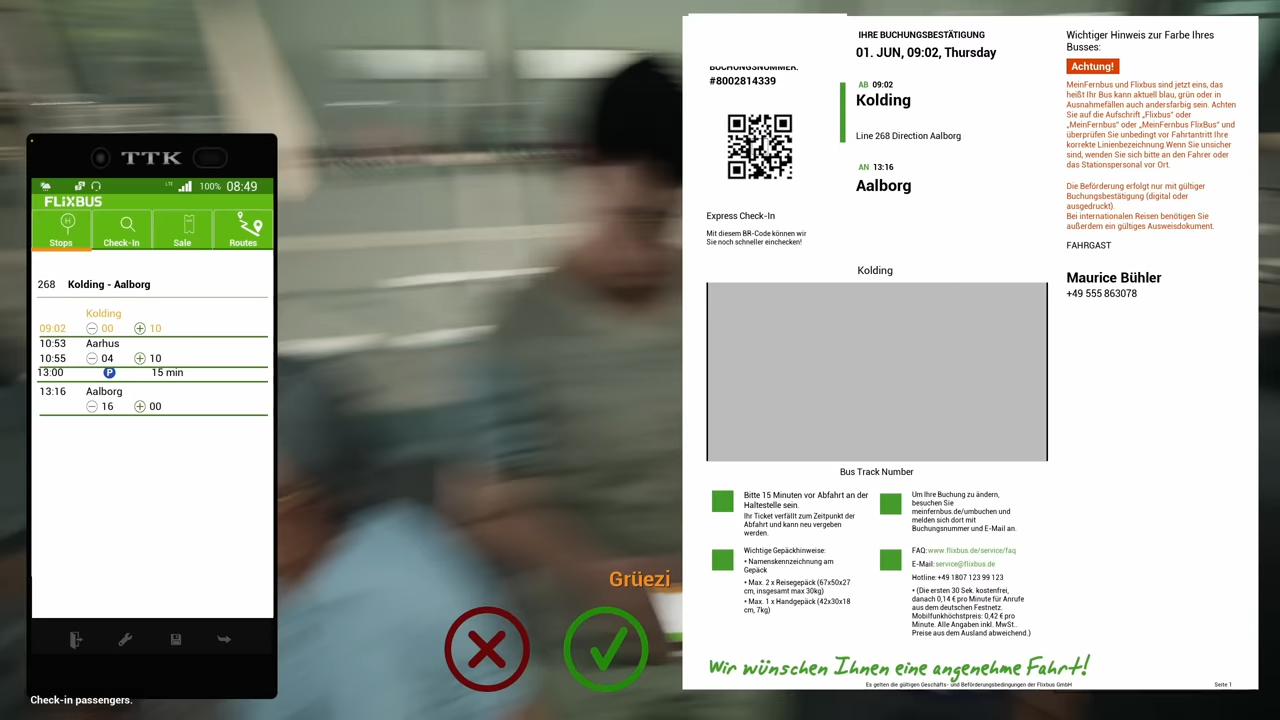 TTK
LTE 100% 08:49
FLiXBUS
H
Stops
Check-In
Sale
Routes
268 Kolding - Aalborg
Kolding
09:02 00 10
10:53 Aarhus
10:55 04 10
13:00 P 15 min
13:16 Aalborg
16 00
Check-in passengers.
Grüezi
BUCHUNGSNUMMER:
#8002814339
Express Check-In
Mit diesem BR-Code können wir
Sie noch schneller einchecken!
IHRE BUCHUNGSBESTÄTIGUNG
01. JUN, 09:02, Thursday
AB 09:02
Kolding
Line 268 Direction Aalborg
AN 13:16
Aalborg
Kolding
Bus Track Number
Bitte 15 Minuten vor Abfahrt an der
Haltestelle sein.
Ihr Ticket verfällt zum Zeitpunkt der
Abfahrt und kann neu vergeben
werden.
Wichtige Gepäckhinweise:
• Namenskennzeichnung am
Gepäck
• Max. 2 x Reisegepäck (67x50x27
cm, insgesamt max 30kg)
• Max. 1 x Handgepäck (42x30x18
cm, 7kg)
Um Ihre Buchung zu ändern,
besuchen Sie
meinfernbus.de/umbuchen und
melden sich dort mit
Buchungsnummer und E-Mail an.
FAQ: www.flixbus.de/service/faq
E-Mail: service@flixbus.de
Hotline: +49 1807 123 99 123
• (Die ersten 30 Sek. kostenfrei,
danach 0,14 € pro Minute für Anrufe
aus dem deutschen Festnetz.
Mobilfunkhöchstpreis: 0,42 € pro
Minute. Alle Angaben inkl. MwSt..
Preise aus dem Ausland abweichend.)
Wir wünschen Ihnen eine angenehme Fahrt!
Es gelten die gültigen Geschäfts- und Beförderungsbedingungen der Flixbus GmbH
Seite 1
Wichtiger Hinweis zur Farbe Ihres
Busses:
Achtung!
MeinFernbus und Flixbus sind jetzt eins, das
heißt Ihr Bus kann aktuell blau, grün oder in
Ausnahmefällen auch andersfarbig sein. Achten
Sie auf die Aufschrift „Flixbus“ oder
„MeinFernbus“ oder „MeinFernbus FlixBus“ und
überprüfen Sie unbedingt vor Fahrtantritt Ihre
korrekte Linienbezeichnung.Wenn Sie unsicher
sind, wenden Sie sich bitte an den Fahrer oder
das Stationspersonal vor Ort.
Die Beförderung erfolgt nur mit gültiger
Buchungsbestätigung (digital oder
ausgedruckt).
Bei internationalen Reisen benötigen Sie
außerdem ein gültiges Ausweisdokument.
FAHRGAST
Maurice Bühler
+49 555 863078